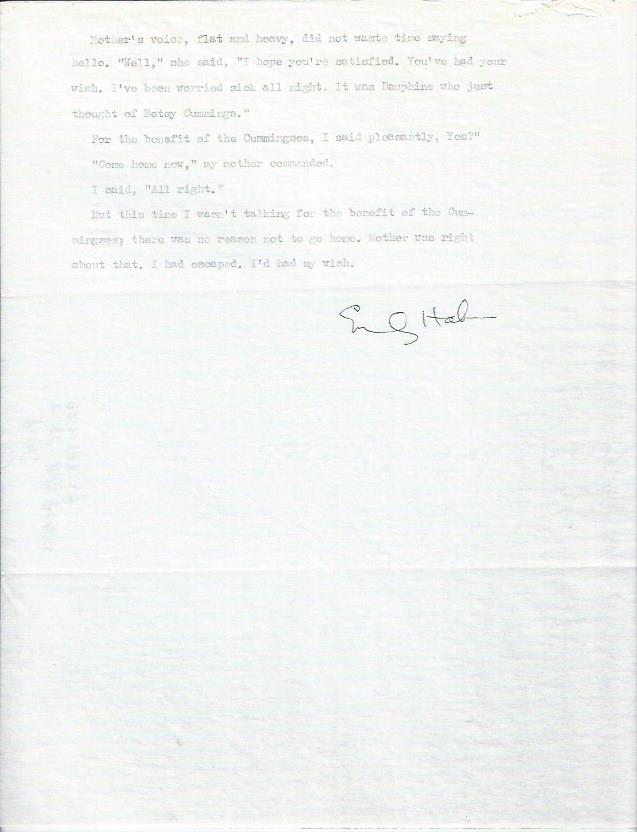 Mother's voice, flat and heavy, did not waste time saying
hello. "Well," she said, "I hope you're satisfied. You've had your
wish. I've been worried sick all night. It was Dauphine who just
thought of Betsy Cummings."
For the benefit of the Cummingses, I said pleasantly, Yes?"
"Come home now," my mother commanded.
I said, "All right."
But this time I wasn't talking for the benefit of the Cum-
mingses; there was no reason not to go home. Mother was right
about that. I had escaped. I'd had my wish.
Emily Hahn